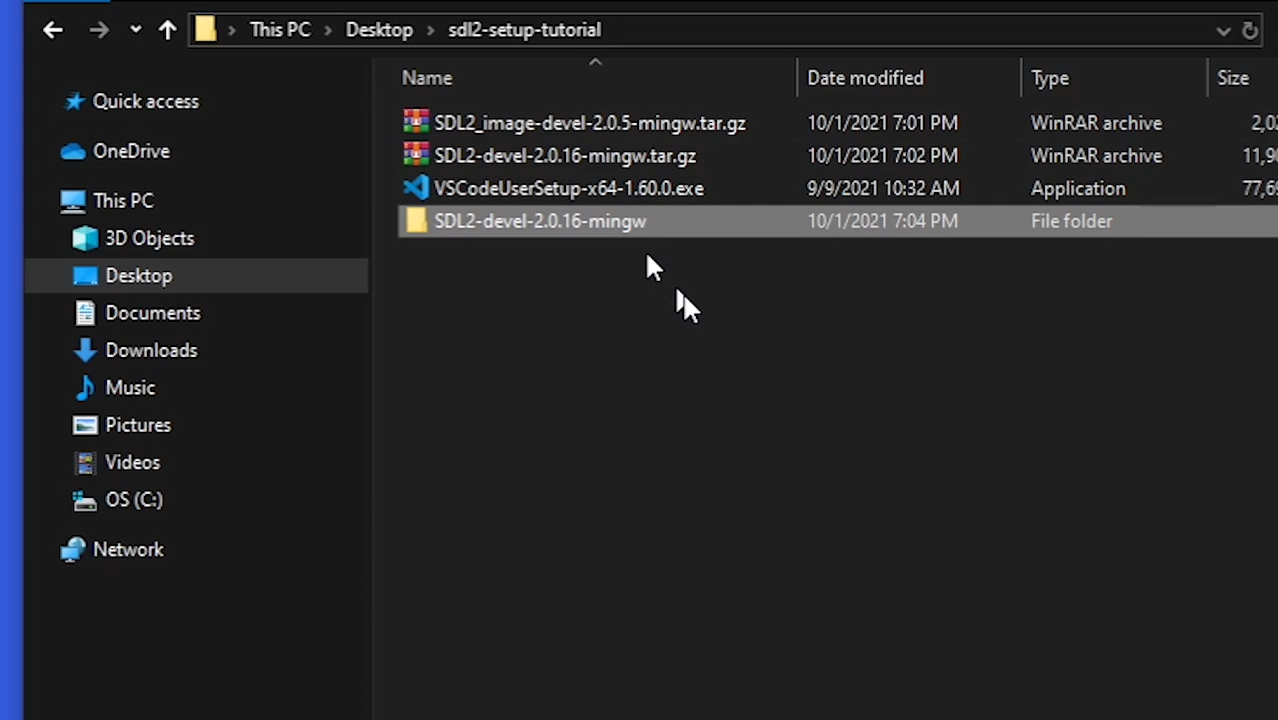 This PC > Desktop > sdl2-setup-tutorial
Name Date modified Type Size
Quick access
OneDrive
This PC
3D Objects
Desktop
Documents
Downloads
Music
Pictures
Videos
OS (C:)
Network
SDL2_image-devel-2.0.5-mingw.tar.gz 10/1/2021 7:01 PM WinRAR archive
SDL2-devel-2.0.16-mingw.tar.gz 10/1/2021 7:02 PM WinRAR archive
VSCodeUserSetup-x64-1.60.0.exe 9/9/2021 10:32 AM Application
SDL2-devel-2.0.16-mingw 10/1/2021 7:04 PM File folder